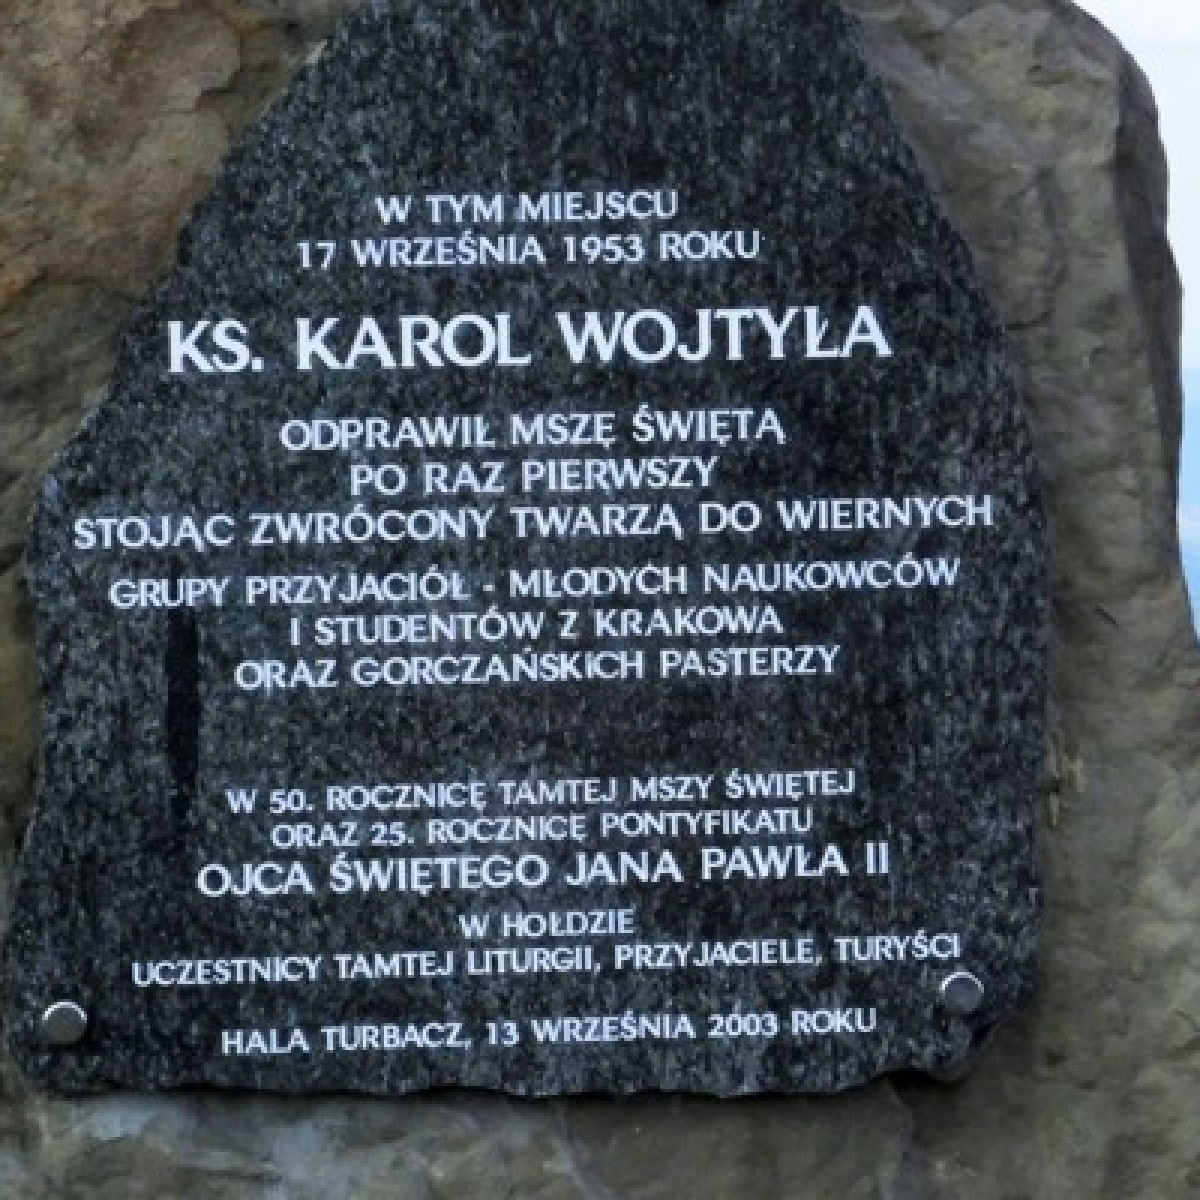 W TYM MIEJSCU
17 WRZEŚNIA 1953 ROKU
KS. KAROL WOJTYŁA
ODPRAWIŁ MSZĘ ŚWIĘTĄ
PO RAZ PIERWSZY
STOJĄC ZWRÓCONY TWARZĄ DO WIERNYCH
GRUPY PRZYJACIÓŁ - MŁODYCH NAUKOWCÓW
I STUDENTÓW Z KRAKOWA
ORAZ GORCZAŃSKICH PASTERZY
W 50. ROCZNICĘ TAMTEJ MSZY ŚWIĘTEJ
ORAZ 25. ROCZNICĘ PONTYFIKATU
OJCA ŚWIĘTEGO JANA PAWŁA II
W HOŁDZIE
UCZESTNICY TAMTEJ LITURGII, PRZYJACIELE, TURYŚCI
HALA TURBACZ, 13 WRZEŚNIA 2003 ROKU